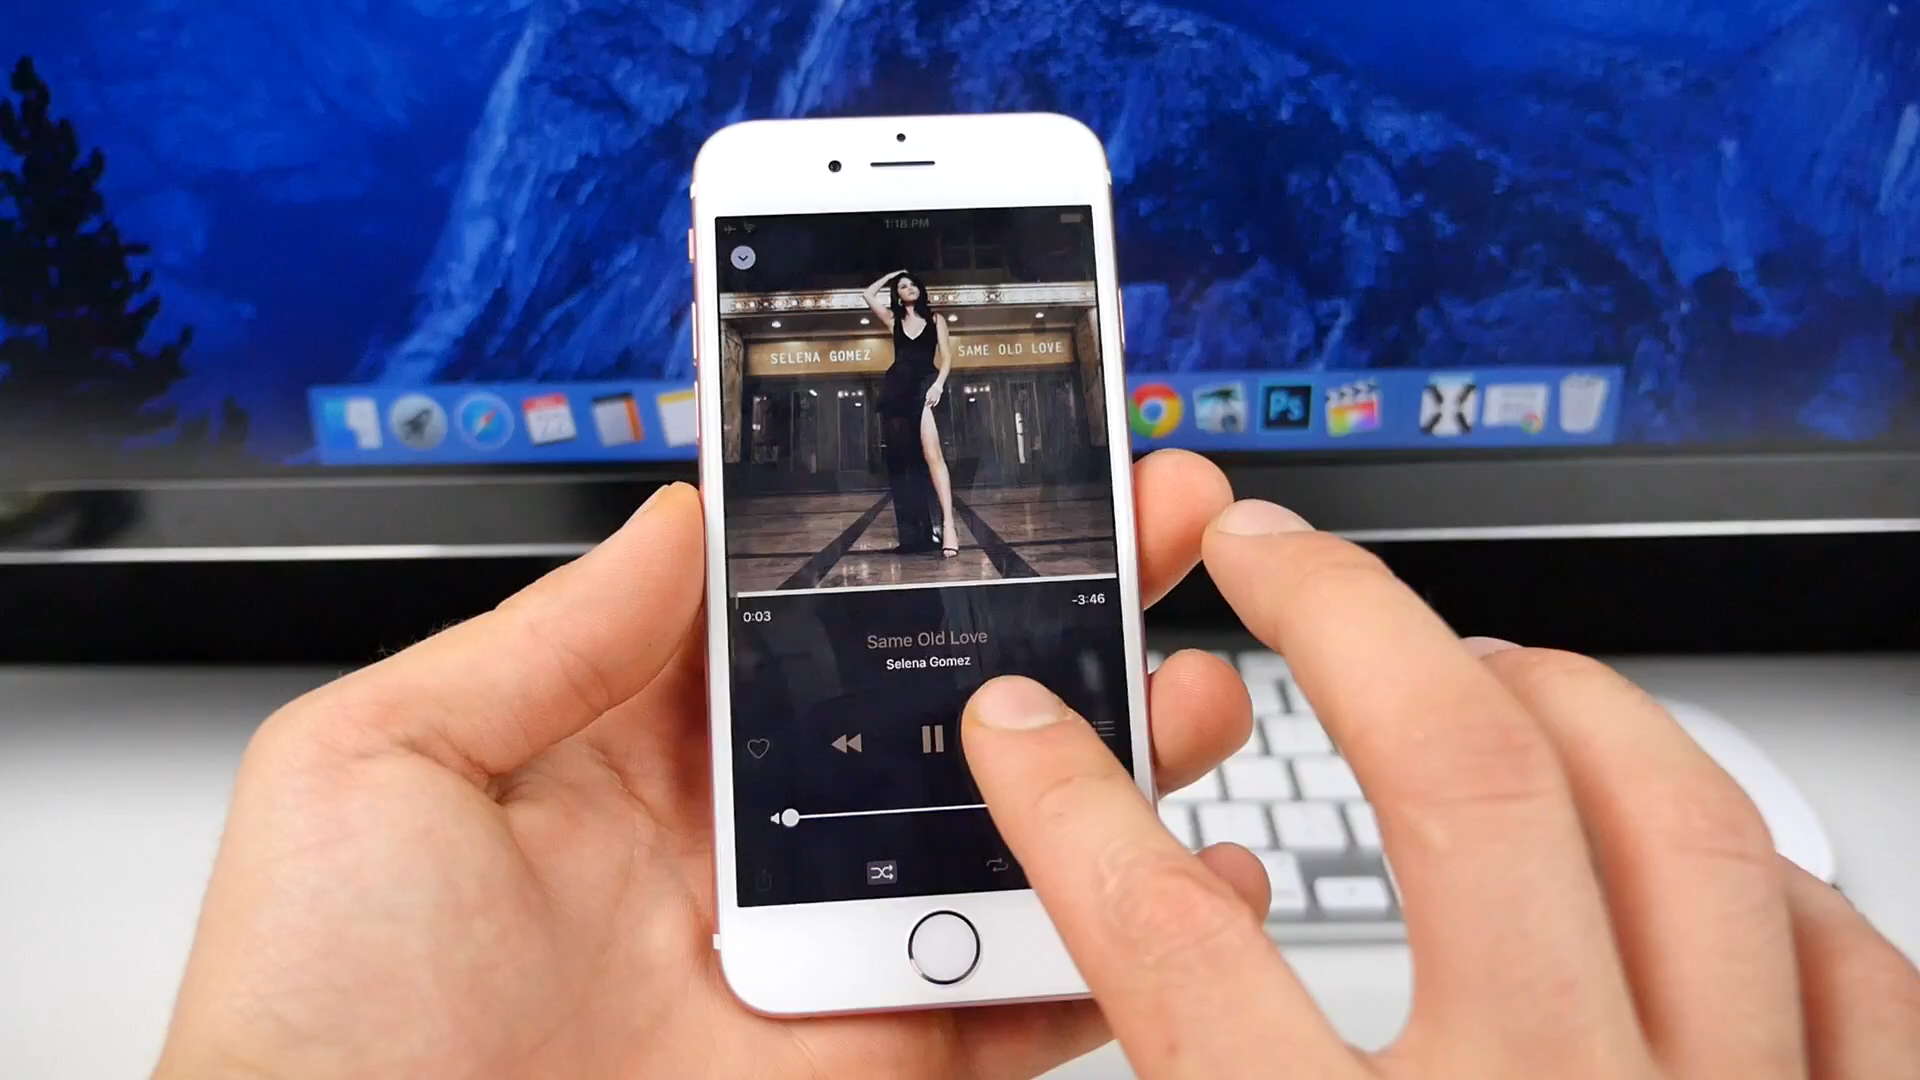 1:18 PM
SELENA GOMEZ
SAME OLD LOVE
0:03
-3:46
Same Old Love
Selena Gomez
Ps